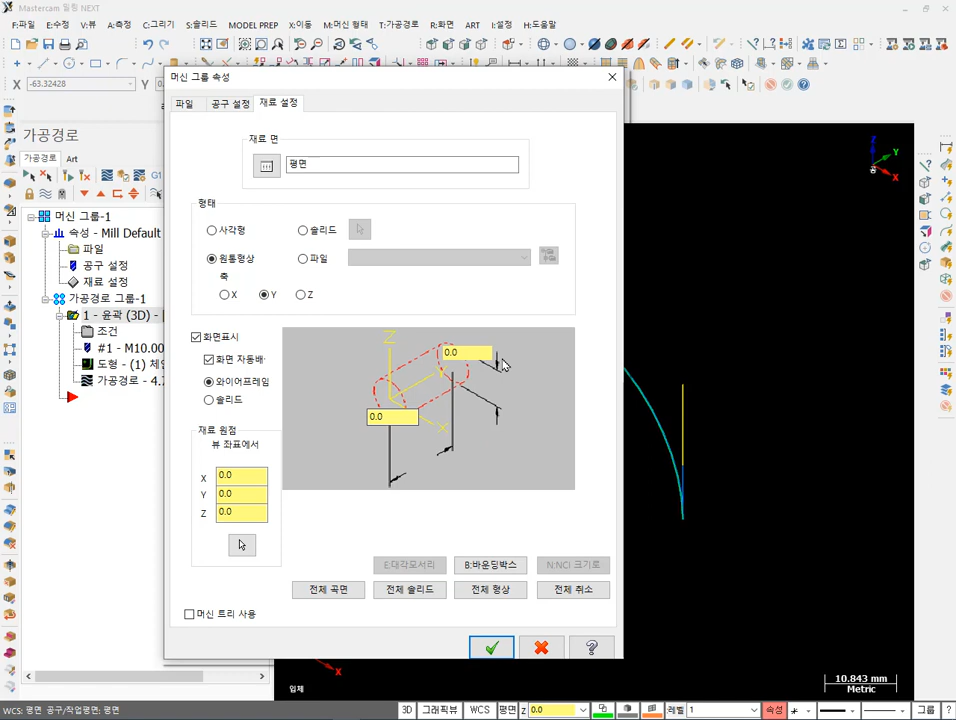 Mastercam 밀링 NEXT
F:파일 E:수정 V:뷰 A:측정 C:그리기 S:솔리드 MODEL PREP X:이동 M:머신 형태 T:가공경로 R:화면 ART I:설정 H:도움말
X -63.32428 Y 0.
머신 그룹 속성
파일 공구 설정 재료 설정
재료 면
평면
형태
사각형 솔리드
원통형상 파일
축
X Y Z
화면표시
화면 자동배
와이어프레임
솔리드
재료 원점
뷰 좌표에서
X 0.0
Y 0.0
Z 0.0
Z
0.0
Y
0.0
X
E:대각모서리 B:바운딩박스 N:NCI 크기로
전체 곡면 전체 솔리드 전체 형상 전체 취소
머신 트리 사용
가공경로
가공경로 Art
G1
머신 그룹-1
속성 - Mill Default
파일
공구 설정
재료 설정
가공경로 그룹-1
1 - 윤곽 (3D) -
조건
#1 - M10.00
도형 - (1) 체인
가공경로 - 4.7
Z
Y
X
X
입체
10.843 mm
Metric
WCS: 평면 공구/작업평면: 평면
3D 그래픽뷰 WCS 평면 Z 0.0 레벨 1 속성 그룹